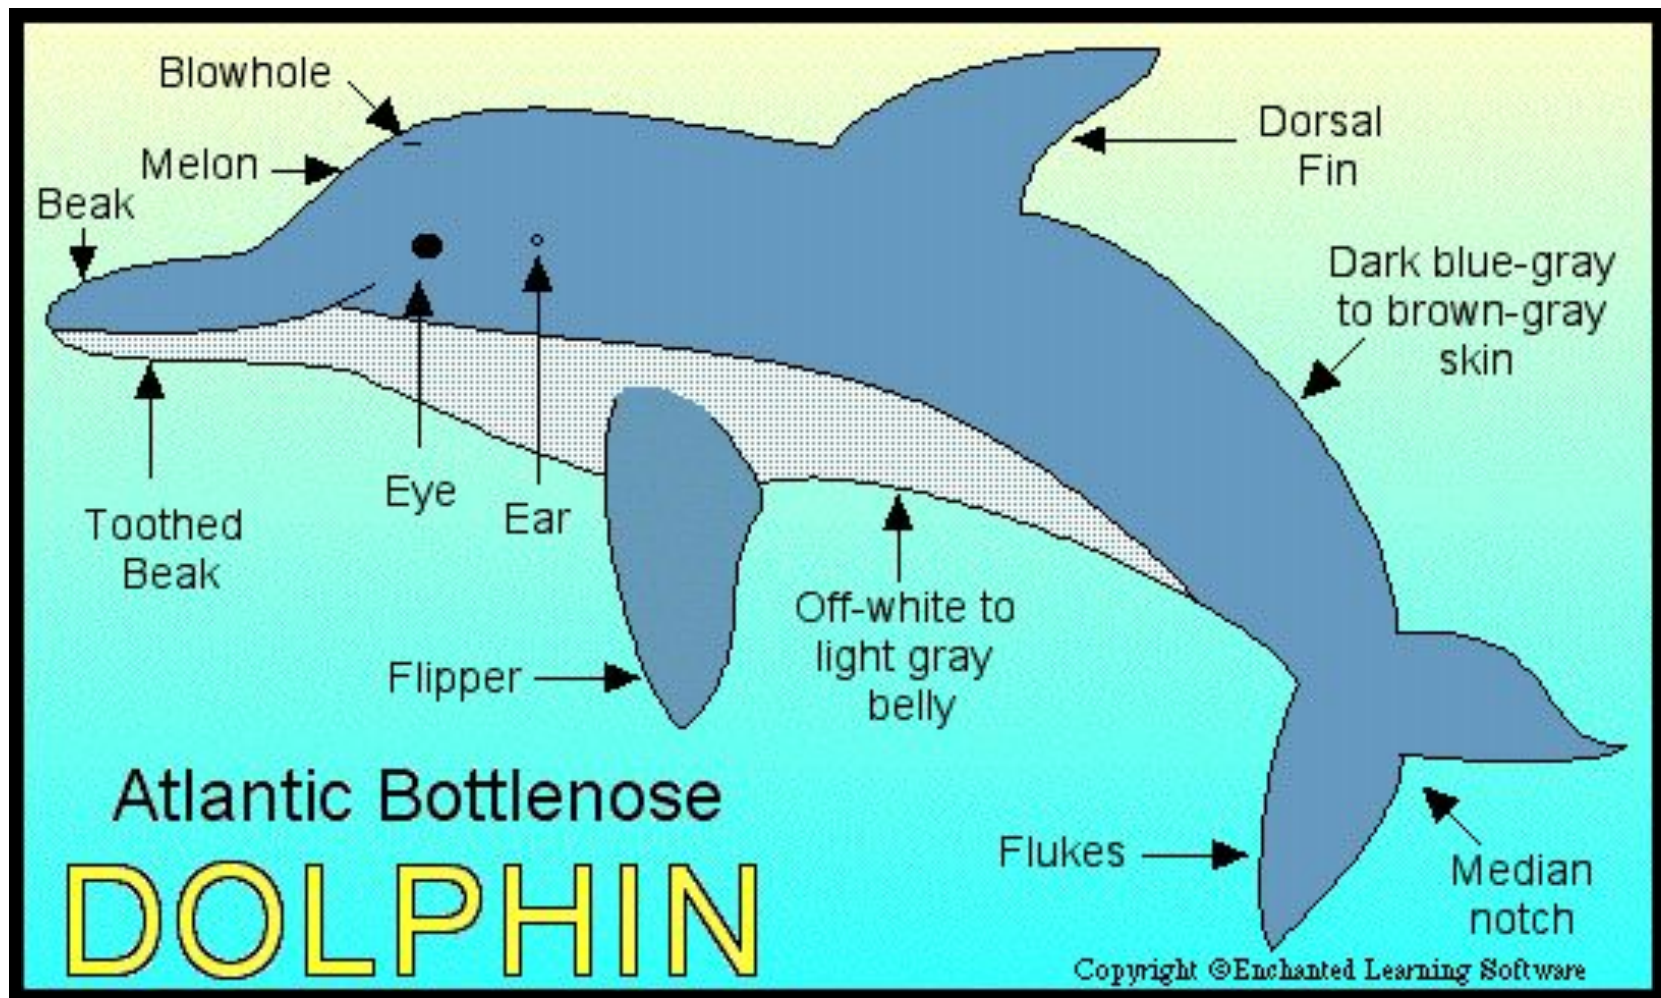 Blowhole
Melon
Beak
Dorsal
Fin
Dark blue-gray
to brown-gray
skin
Eye
Ear
Toothed
Beak
Off-white to
light gray
belly
Flipper
Atlantic Bottlenose
DOLPHIN
Flukes
Median
notch
Copyright ©Enchanted Learning Software